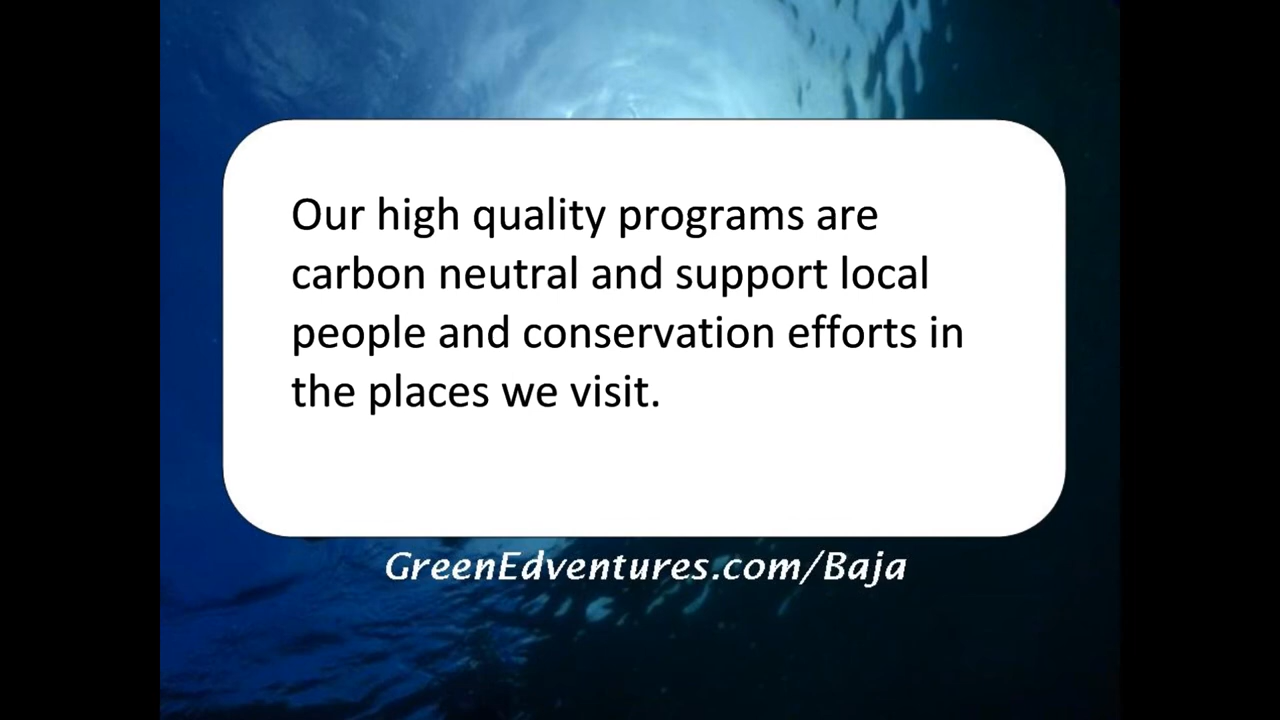 Our high quality programs are
carbon neutral and support local
people and conservation efforts in
the places we visit.
GreenEdventures.com/Baja